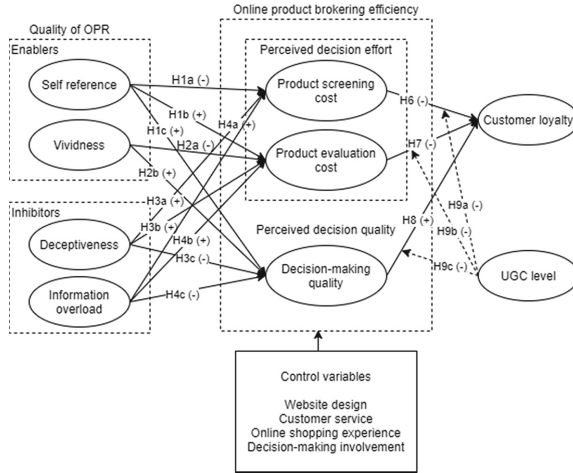 Online product brokering efficiency
Quality of OPR
Enablers
Perceived decision effort
Self reference
H1a (-)
Product screening
cost
H6 (-)
Customer loyalty
H1b (+)
H4a (+)
H1c (+)
H2a (-)
H7 (-)
Vividness
Product evaluation
cost
H2b (+)
H3a (+)
H9a (-)
Inhibitors
H3b (+)
Perceived decision quality
H8 (+)
H9b (-)
Deceptiveness
H4b (+)
H3c (-)
H9c (-)
Decision-making
quality
UGC level
Information
overload
H4c (-)
Control variables
Website design
Customer service
Online shopping experience
Decision-making involvement